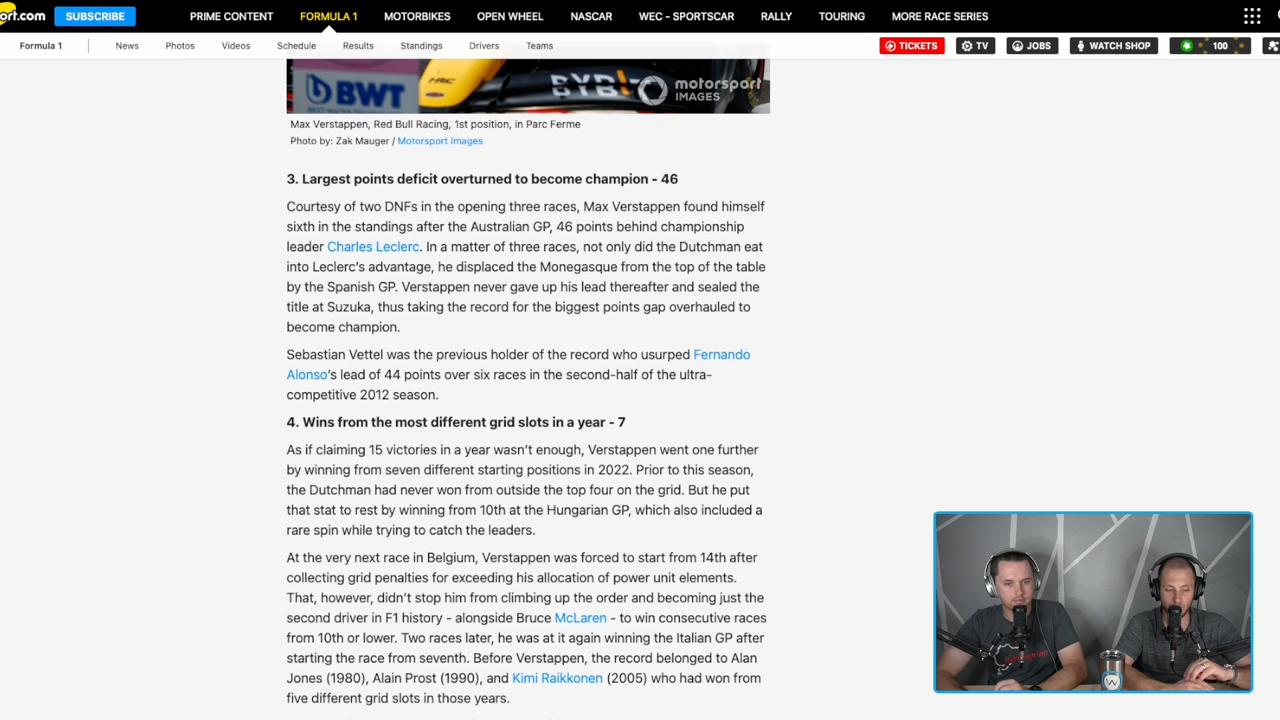 ort.com SUBSCRIBE PRIME CONTENT FORMULA 1 MOTORBIKES OPEN WHEEL NASCAR WEC - SPORTSCAR RALLY TOURING MORE RACE SERIES
Formula 1 News Photos Videos Schedule Results Standings Drivers Teams TICKETS TV JOBS WATCH SHOP 100
BWT BYB motorsport
IMAGES
Max Verstappen, Red Bull Racing, 1st position, in Parc Ferme
Photo by: Zak Mauger / Motorsport Images
3. Largest points deficit overturned to become champion - 46
Courtesy of two DNFs in the opening three races, Max Verstappen found himself
sixth in the standings after the Australian GP, 46 points behind championship
leader Charles Leclerc. In a matter of three races, not only did the Dutchman eat
into Leclerc's advantage, he displaced the Monegasque from the top of the table
by the Spanish GP. Verstappen never gave up his lead thereafter and sealed the
title at Suzuka, thus taking the record for the biggest points gap overhauled to
become champion.
Sebastian Vettel was the previous holder of the record who usurped Fernando
Alonso's lead of 44 points over six races in the second-half of the ultra-
competitive 2012 season.
4. Wins from the most different grid slots in a year - 7
As if claiming 15 victories in a year wasn't enough, Verstappen went one further
by winning from seven different starting positions in 2022. Prior to this season,
the Dutchman had never won from outside the top four on the grid. But he put
that stat to rest by winning from 10th at the Hungarian GP, which also included a
rare spin while trying to catch the leaders.
At the very next race in Belgium, Verstappen was forced to start from 14th after
collecting grid penalties for exceeding his allocation of power unit elements.
That, however, didn't stop him from climbing up the order and becoming just the
second driver in F1 history - alongside Bruce McLaren - to win consecutive races
from 10th or lower. Two races later, he was at it again winning the Italian GP after
starting the race from seventh. Before Verstappen, the record belonged to Alan
Jones (1980), Alain Prost (1990), and Kimi Raikkonen (2005) who had won from
five different grid slots in those years.